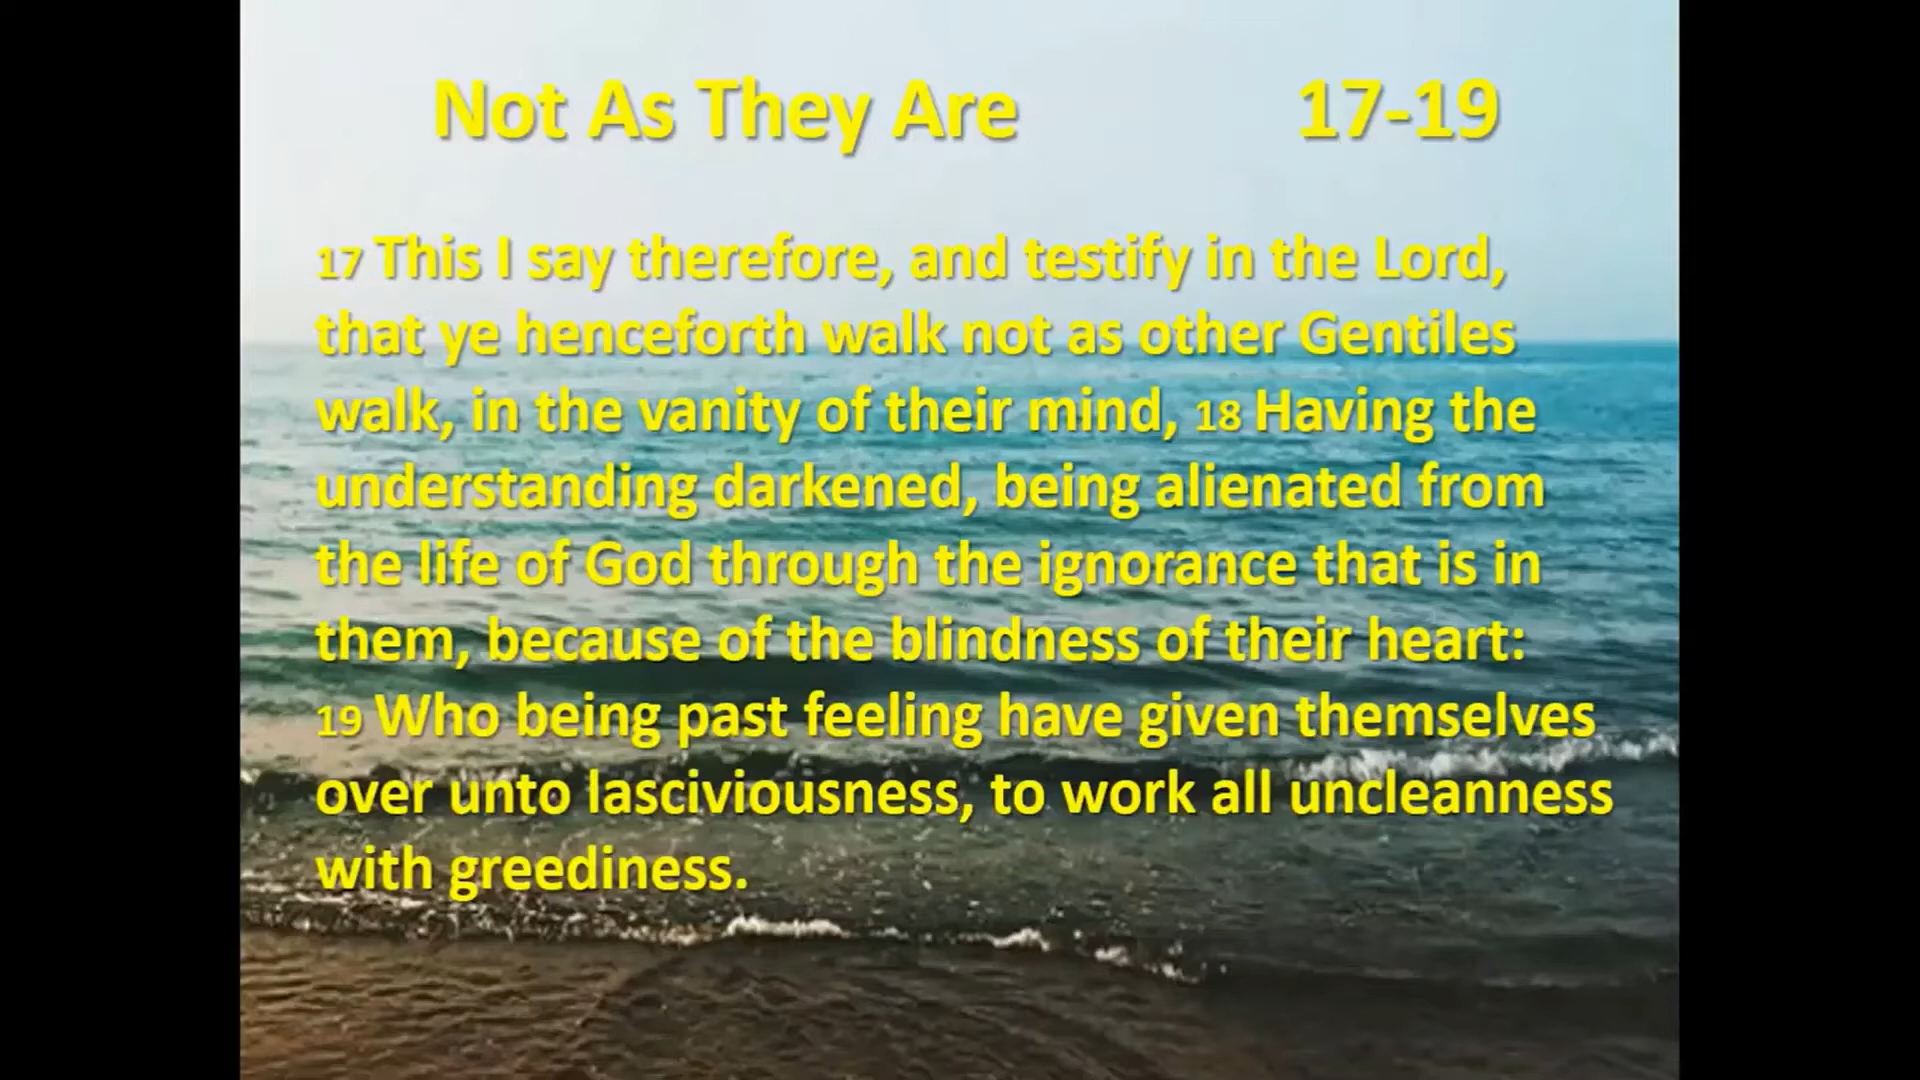 Not As They Are 17-19
17 This I say therefore, and testify in the Lord,
that ye henceforth walk not as other Gentiles
walk, in the vanity of their mind, 18 Having the
understanding darkened, being alienated from
the life of God through the ignorance that is in
them, because of the blindness of their heart:
19 Who being past feeling have given themselves
over unto lasciviousness, to work all uncleanness
with greediness.